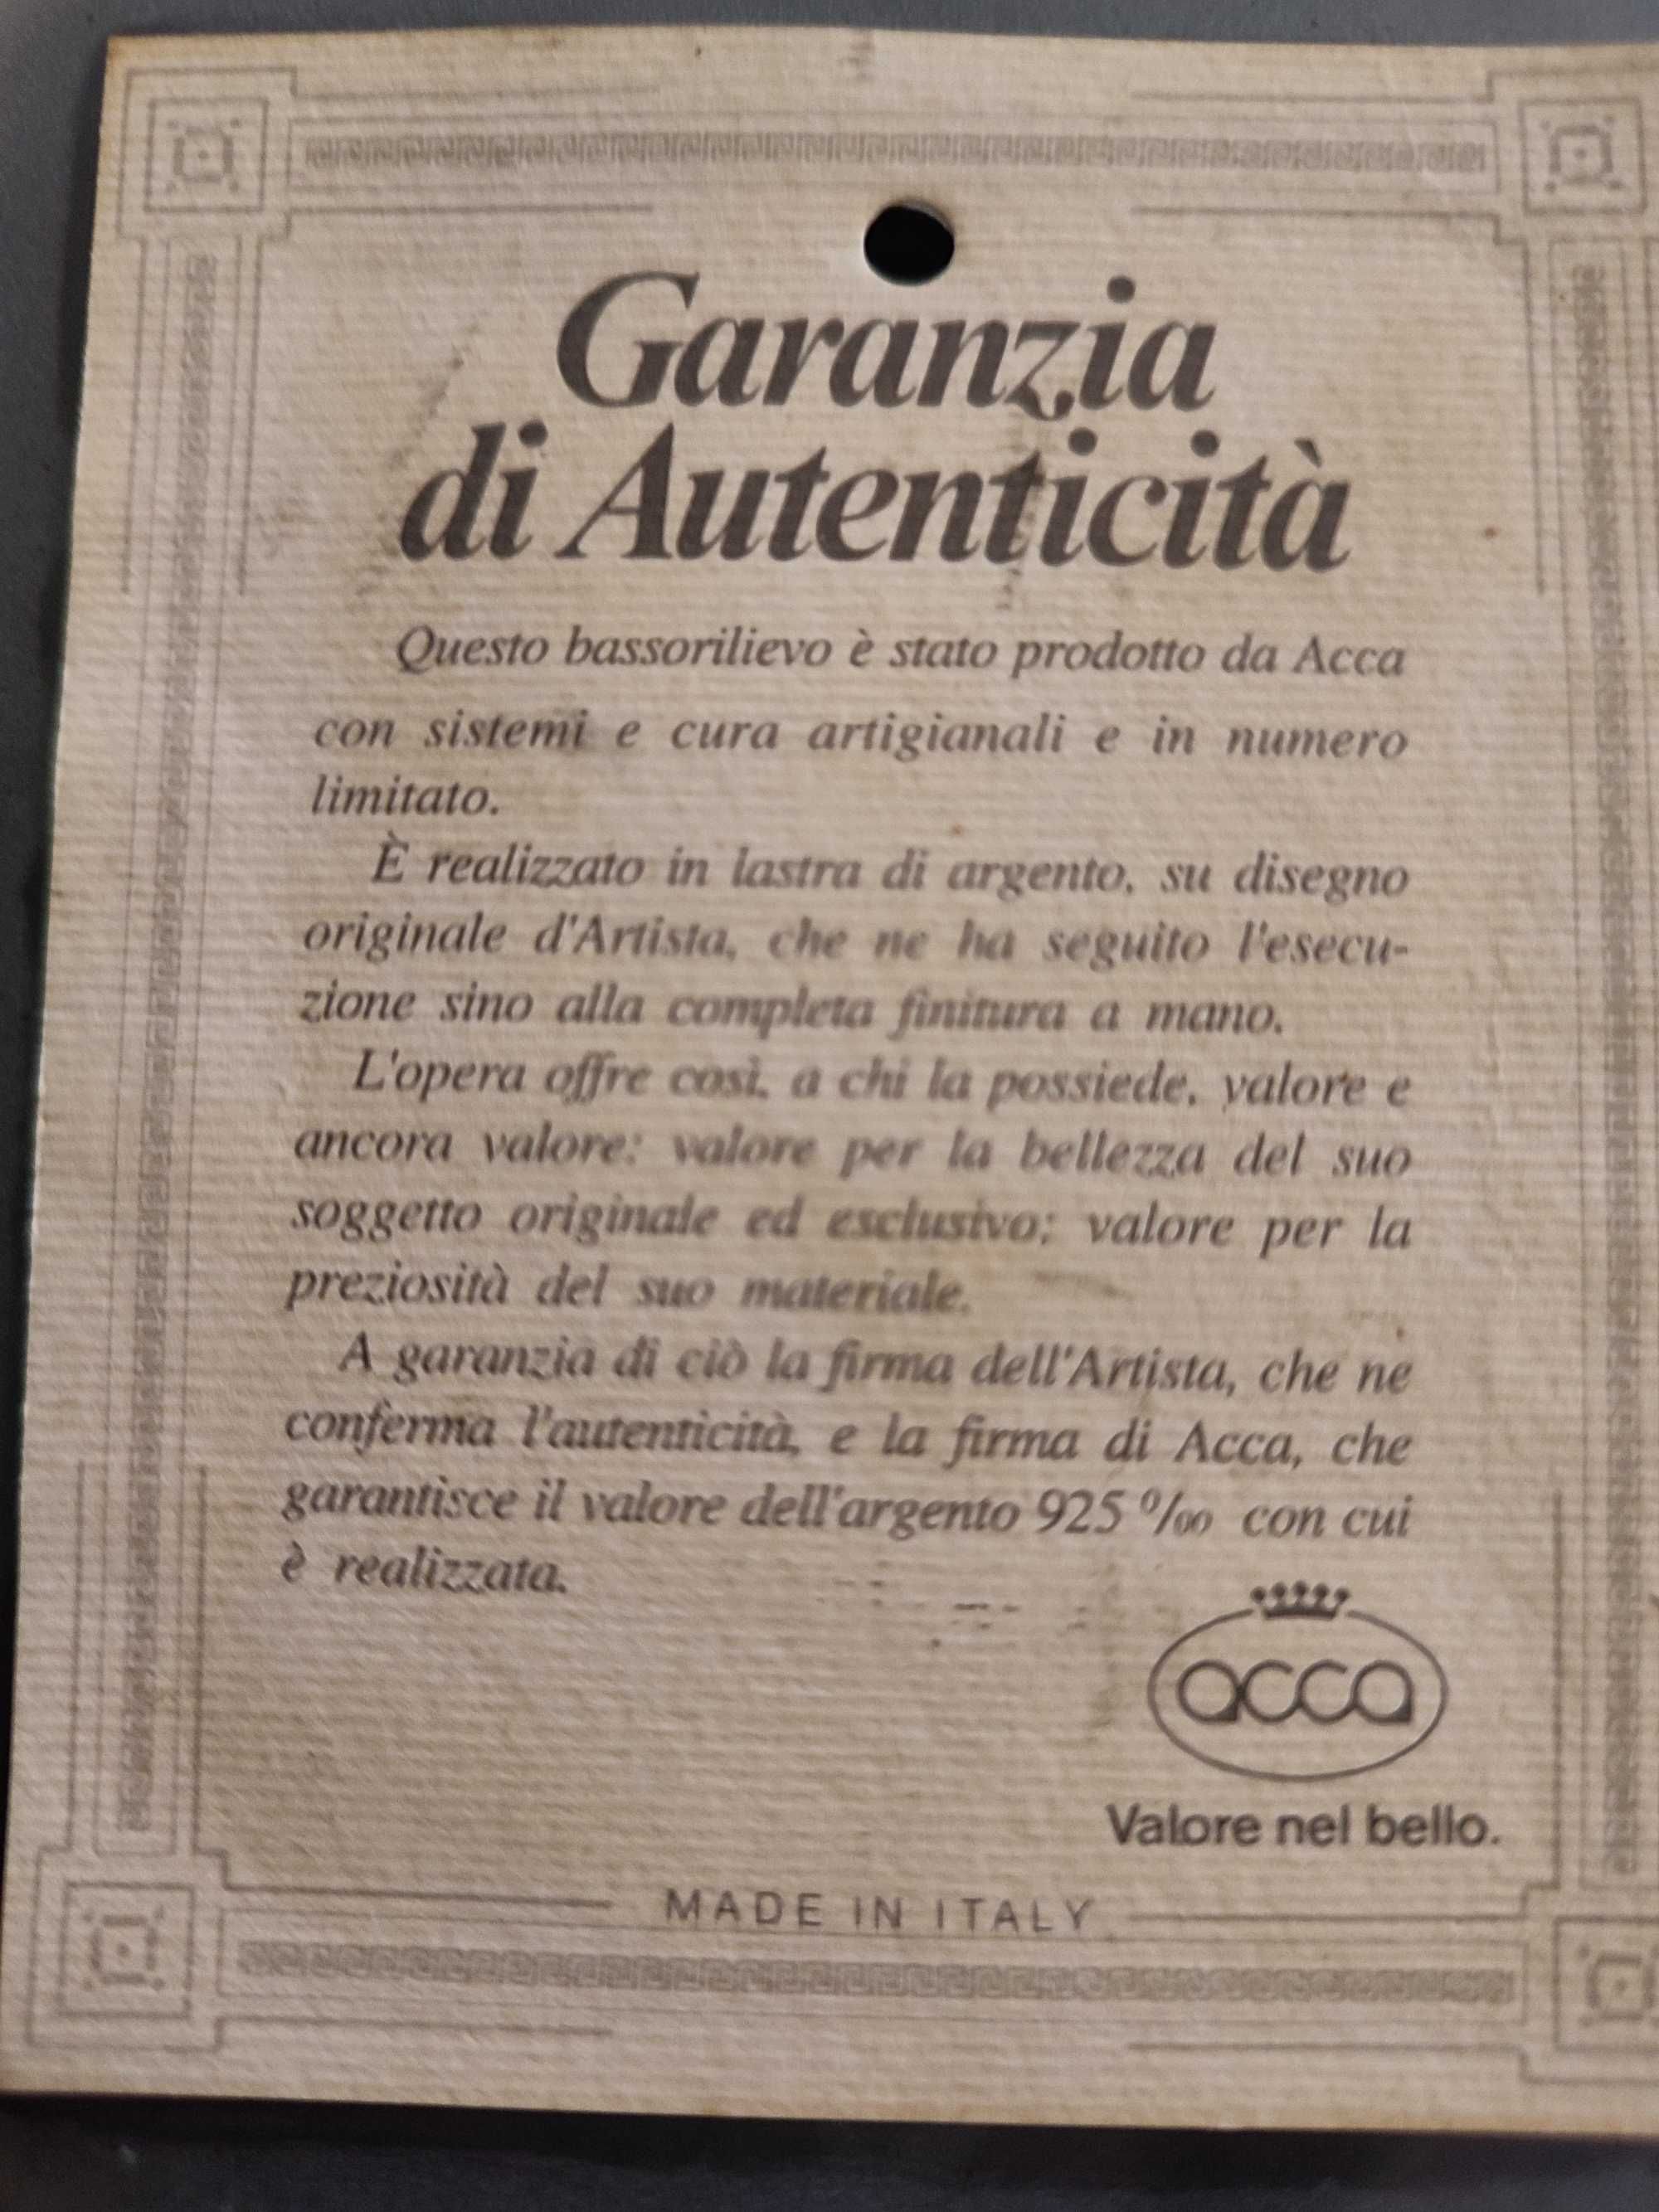 Garanzia
di Autenticità
Questo bassorilievo è stato prodotto da Acca
con sistemi e cura artigianali e in numero
limitato.
È realizzato in lastra di argento, su disegno
originale d'Artista, che ne ha seguito l'esecu-
zione sino alla completa finitura a mano.
L'opera offre così, a chi la possiede, valore e
ancora valore: valore per la bellezza del suo
soggetto originale ed esclusivo; valore per la
preziosità del suo materiale.
A garanzia di ciò la firma dell'Artista, che ne
conferma l'autenticità, e la firma di Acca, che
garantisce il valore dell'argento 925 ‰ con cui
è realizzata.
acca
Valore nel bello.
MADE IN ITALY